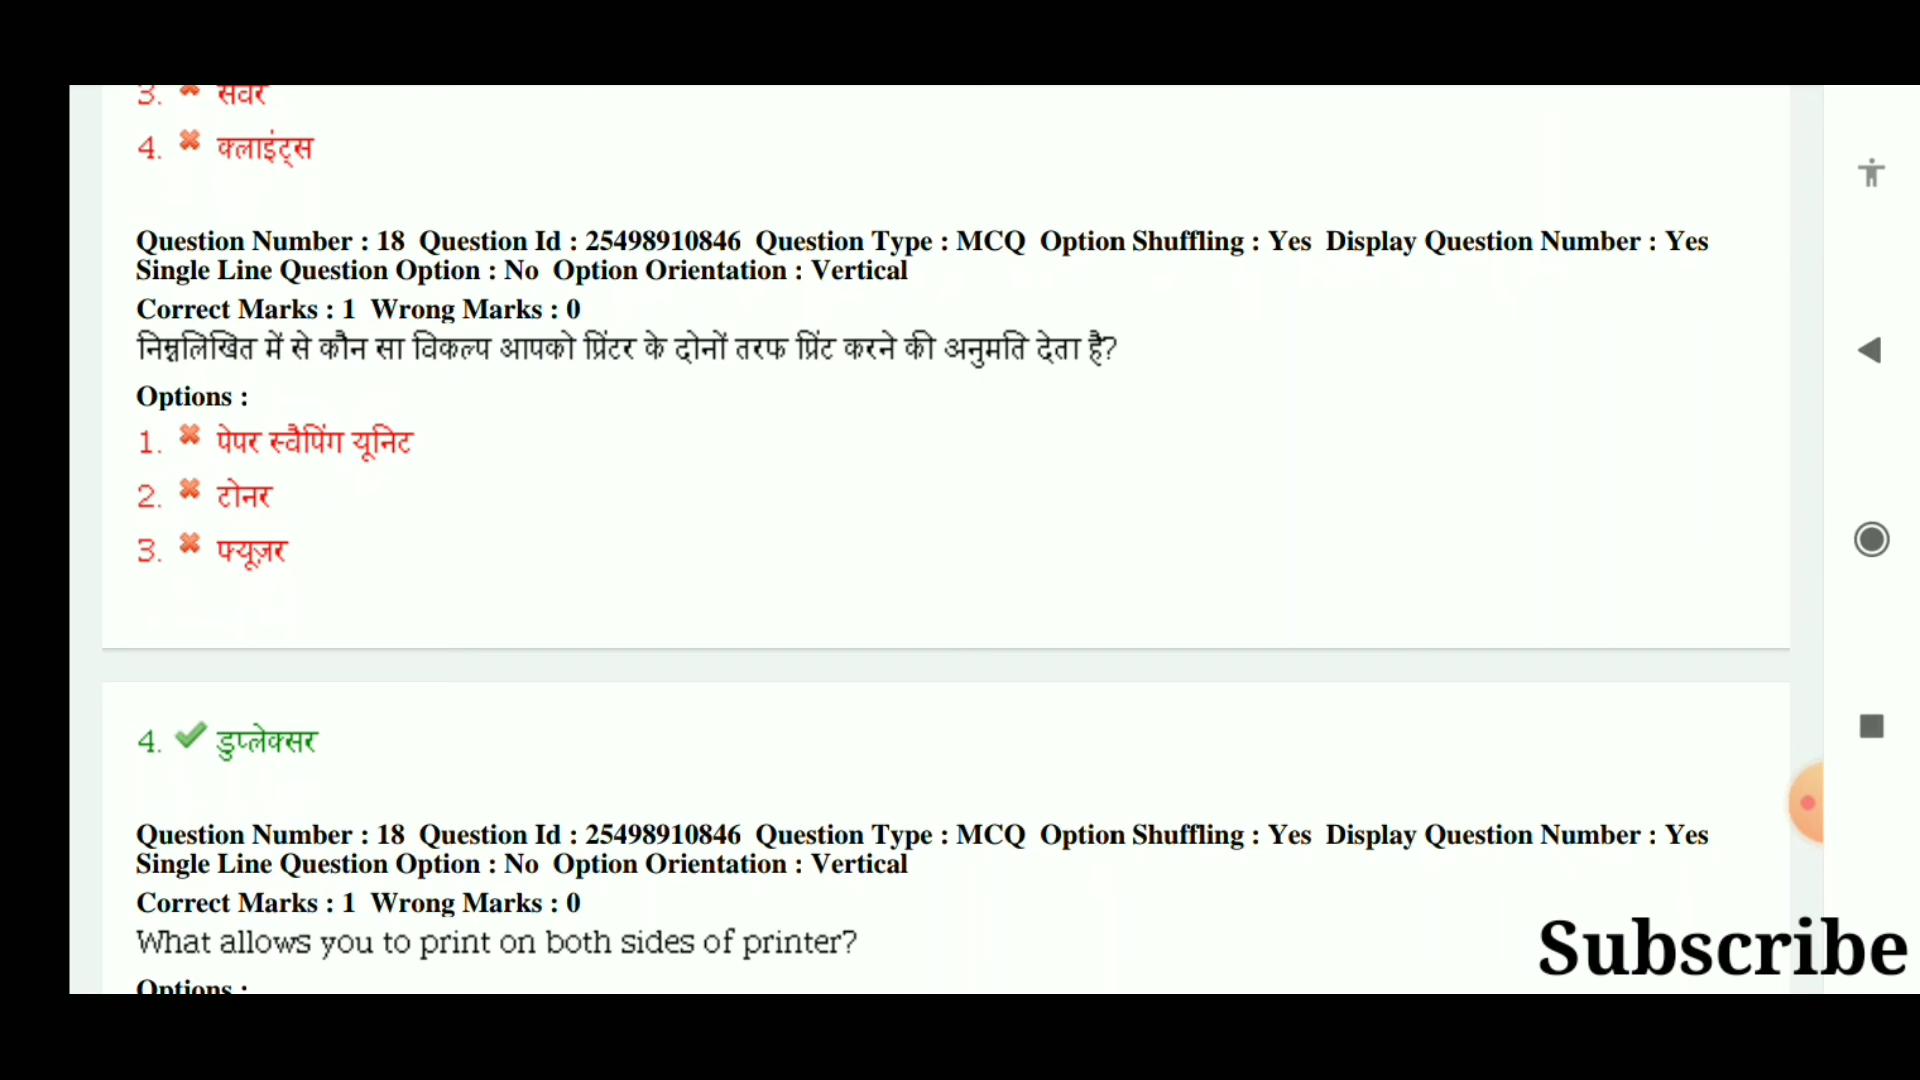 3. सर्वर
4. क्लाइंट्स
Question Number : 18 Question Id : 25498910846 Question Type : MCQ Option Shuffling : Yes Display Question Number : Yes
Single Line Question Option : No Option Orientation : Vertical
Correct Marks : 1 Wrong Marks : 0
निम्नलिखित में से कौन सा विकल्प आपको प्रिंटर के दोनों तरफ प्रिंट करने की अनुमति देता है?
Options :
1. पेपर स्वैपिंग यूनिट
2. टोनर
3. फ्यूज़र
4. डुप्लेक्सर
Question Number : 18 Question Id : 25498910846 Question Type : MCQ Option Shuffling : Yes Display Question Number : Yes
Single Line Question Option : No Option Orientation : Vertical
Correct Marks : 1 Wrong Marks : 0
What allows you to print on both sides of printer?
Options :
Subscribe